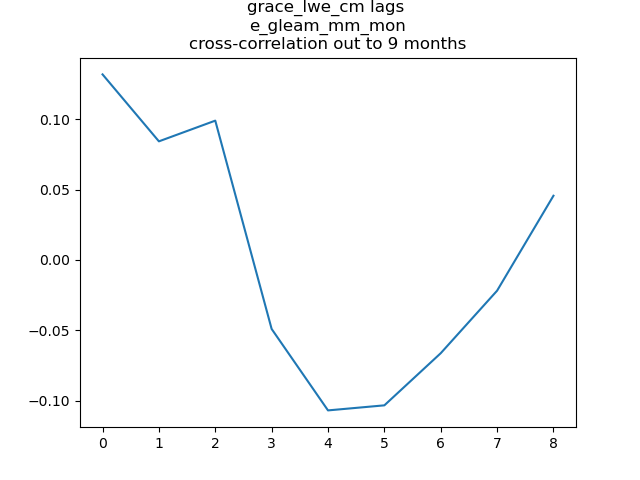 grace_lwe_cm lags
e_gleam_mm_mon
cross-correlation out to 9 months
0.10
0.05
0.00
−0.05
−0.10
0 1 2 3 4 5 6 7 8